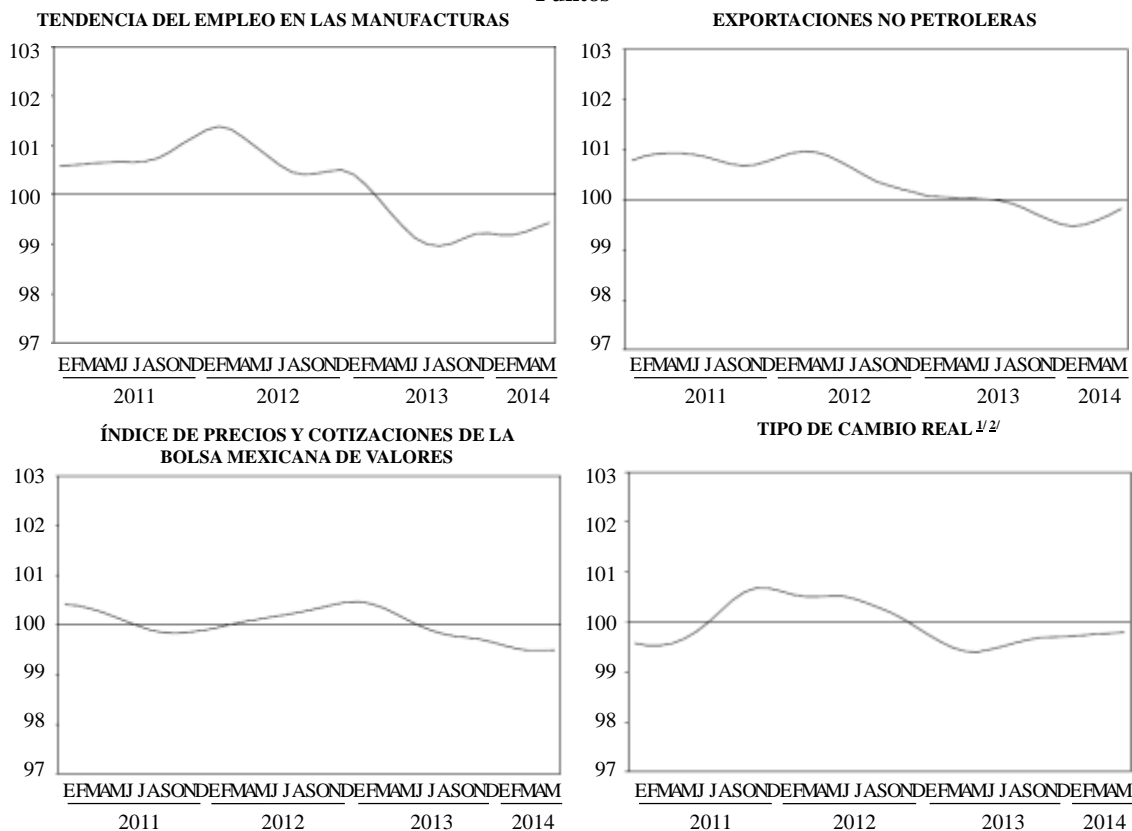 TENDENCIA DEL EMPLEO EN LAS MANUFACTURAS
103
102
101
100
99
98
97
EFMAMJ JASONDEFMAMJ JASONDEFMAMJ JASONDEFMAM
2011 2012 2013 2014
EXPORTACIONES NO PETROLERAS
103
102
101
100
99
98
97
EFMAMJ JASONDEFMAMJ JASONDEFMAMJ JASONDEFMAM
2011 2012 2013 2014
ÍNDICE DE PRECIOS Y COTIZACIONES DE LA
BOLSA MEXICANA DE VALORES
103
102
101
100
99
98
97
EFMAMJ JASONDEFMAMJ JASONDEFMAMJ JASONDEFMAM
2011 2012 2013 2014
TIPO DE CAMBIO REAL 1/ 2/
103
102
101
100
99
98
97
EFMAMJ JASONDEFMAMJ JASONDEFMAMJ JASONDEFMAM
2011 2012 2013 2014